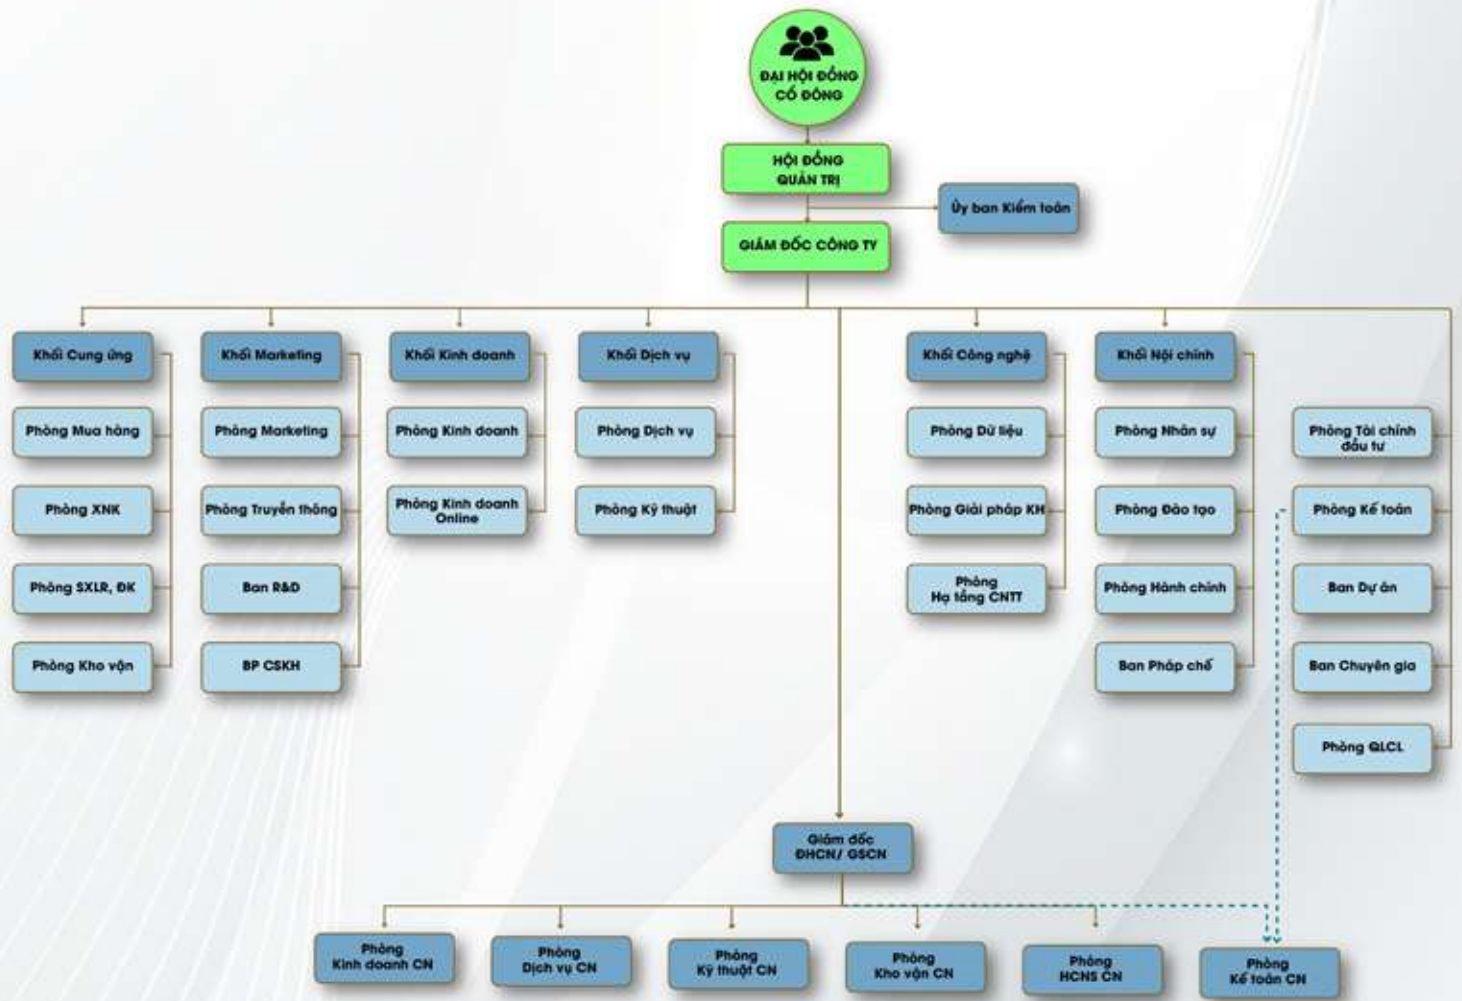 ĐẠI HỘI ĐỒNG
CỔ ĐÔNG
HỘI ĐỒNG
QUẢN TRỊ
Ủy ban Kiểm toán
GIÁM ĐỐC CÔNG TY
Khối Cung ứng
Khối Marketing
Khối Kinh doanh
Khối Dịch vụ
Khối Công nghệ
Khối Nội chính
Phòng Mua hàng
Phòng Marketing
Phòng Kinh doanh
Phòng Dịch vụ
Phòng Dữ liệu
Phòng Nhân sự
Phòng Tài chính
đầu tư
Phòng XNK
Phòng Truyền thông
Phòng Kinh doanh
Online
Phòng Kỹ thuật
Phòng Giải pháp KH
Phòng Đào tạo
Phòng Kế toán
Phòng SXLR, ĐK
Ban R&D
Phòng
Hạ tầng CNTT
Phòng Hành chính
Ban Dự án
Phòng Kho vận
BP CSKH
Ban Pháp chế
Ban Chuyên gia
Phòng QLCL
Giám đốc
ĐHCN/ GSCN
Phòng
Kinh doanh CN
Phòng
Dịch vụ CN
Phòng
Kỹ thuật CN
Phòng
Kho vận CN
Phòng
HCNS CN
Phòng
Kế toán CN